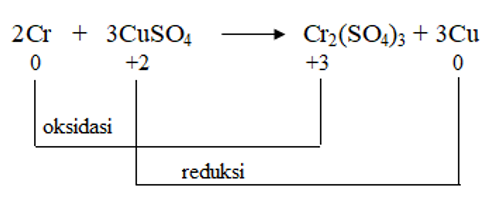 2Cr + 3CuSO₄ ⟶ Cr₂(SO₄)₃ + 3Cu
0 +2 +3 0
oksidasi
reduksi